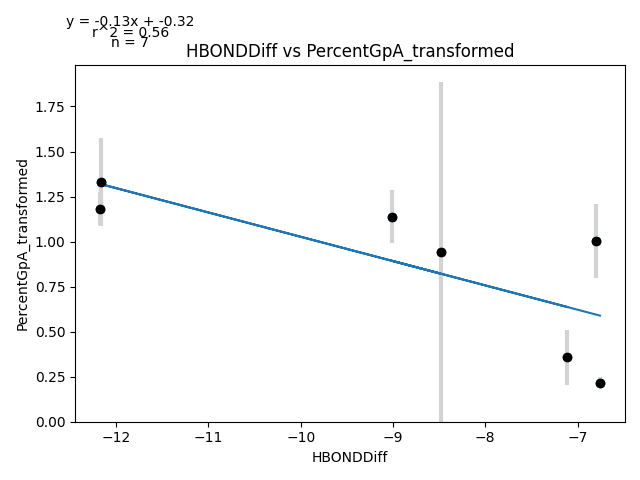 y = -0.13x + -0.32
r^2 = 0.56
n = 7
HBONDDiff vs PercentGpA_transformed
PercentGpA_transformed
1.75
1.50
1.25
1.00
0.75
0.50
0.25
0.00
−12
−11
−10
−9
−8
−7
HBONDDiff